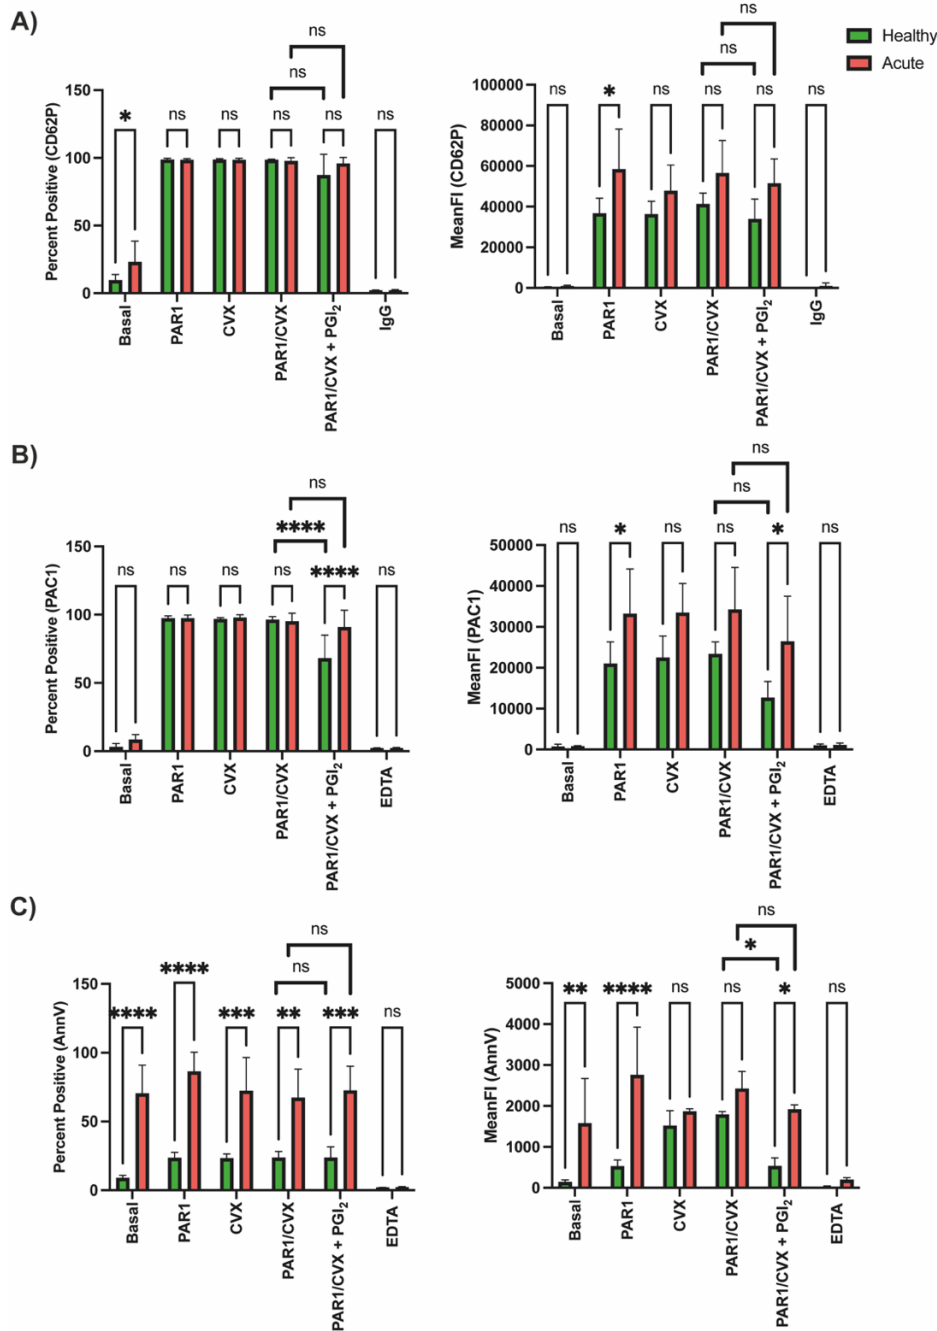 A)
Healthy
Acute
ns
ns
* ns ns ns ns ns
Percent Positive (CD62P)
150
100
50
0
Basal
PAR1
CVX
PAR1/CVX
PAR1/CVX + PGI₂
IgG
ns
ns
ns * ns ns ns ns
MeanFI (CD62P)
100000
80000
60000
40000
20000
0
Basal
PAR1
CVX
PAR1/CVX
PAR1/CVX + PGI₂
IgG
B)
ns
****
ns ns ns ns **** ns
Percent Positive (PAC1)
150
100
50
0
Basal
PAR1
CVX
PAR1/CVX
PAR1/CVX + PGI₂
EDTA
ns
ns
ns * ns ns * ns
MeanFI (PAC1)
50000
40000
30000
20000
10000
0
Basal
PAR1
CVX
PAR1/CVX
PAR1/CVX + PGI₂
EDTA
C)
ns
ns
**** **** *** ** *** ns
Percent Positive (AnnV)
150
100
50
0
Basal
PAR1
CVX
PAR1/CVX
PAR1/CVX + PGI₂
EDTA
ns
*
** **** ns ns * ns
MeanFI (AnnV)
5000
4000
3000
2000
1000
0
Basal
PAR1
CVX
PAR1/CVX
PAR1/CVX + PGI₂
EDTA